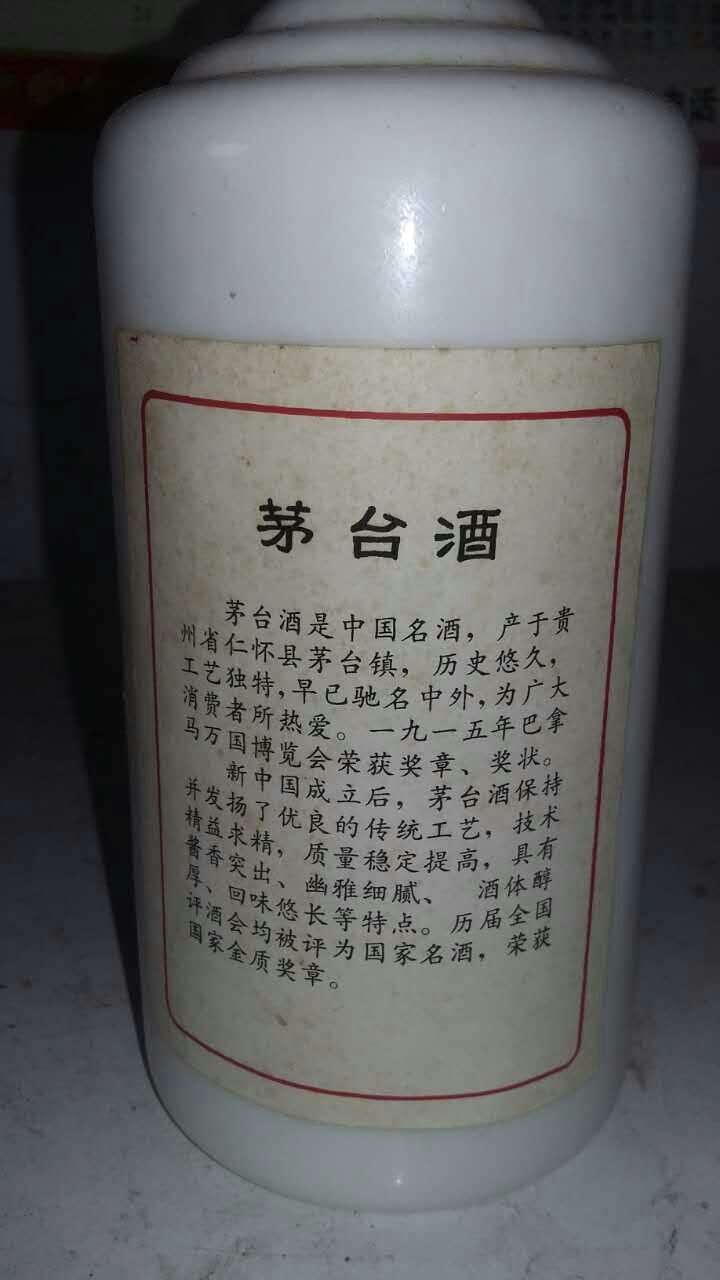 茅台酒
茅台酒是中国名酒，产于贵
州省仁怀县茅台镇，历史悠久，
工艺独特，早已驰名中外，为广大
消费者所热爱。一九一五年巴拿
马万国博览会荣获奖章、奖状。
新中国成立后，茅台酒保持
并发扬了优良的传统工艺，技术
精益求精，质量稳定提高，具有
酱香突出、幽雅细腻、酒体醇
厚、回味悠长等特点。历届全国
评酒会均被评为国家名酒，荣获
国家金质奖章。